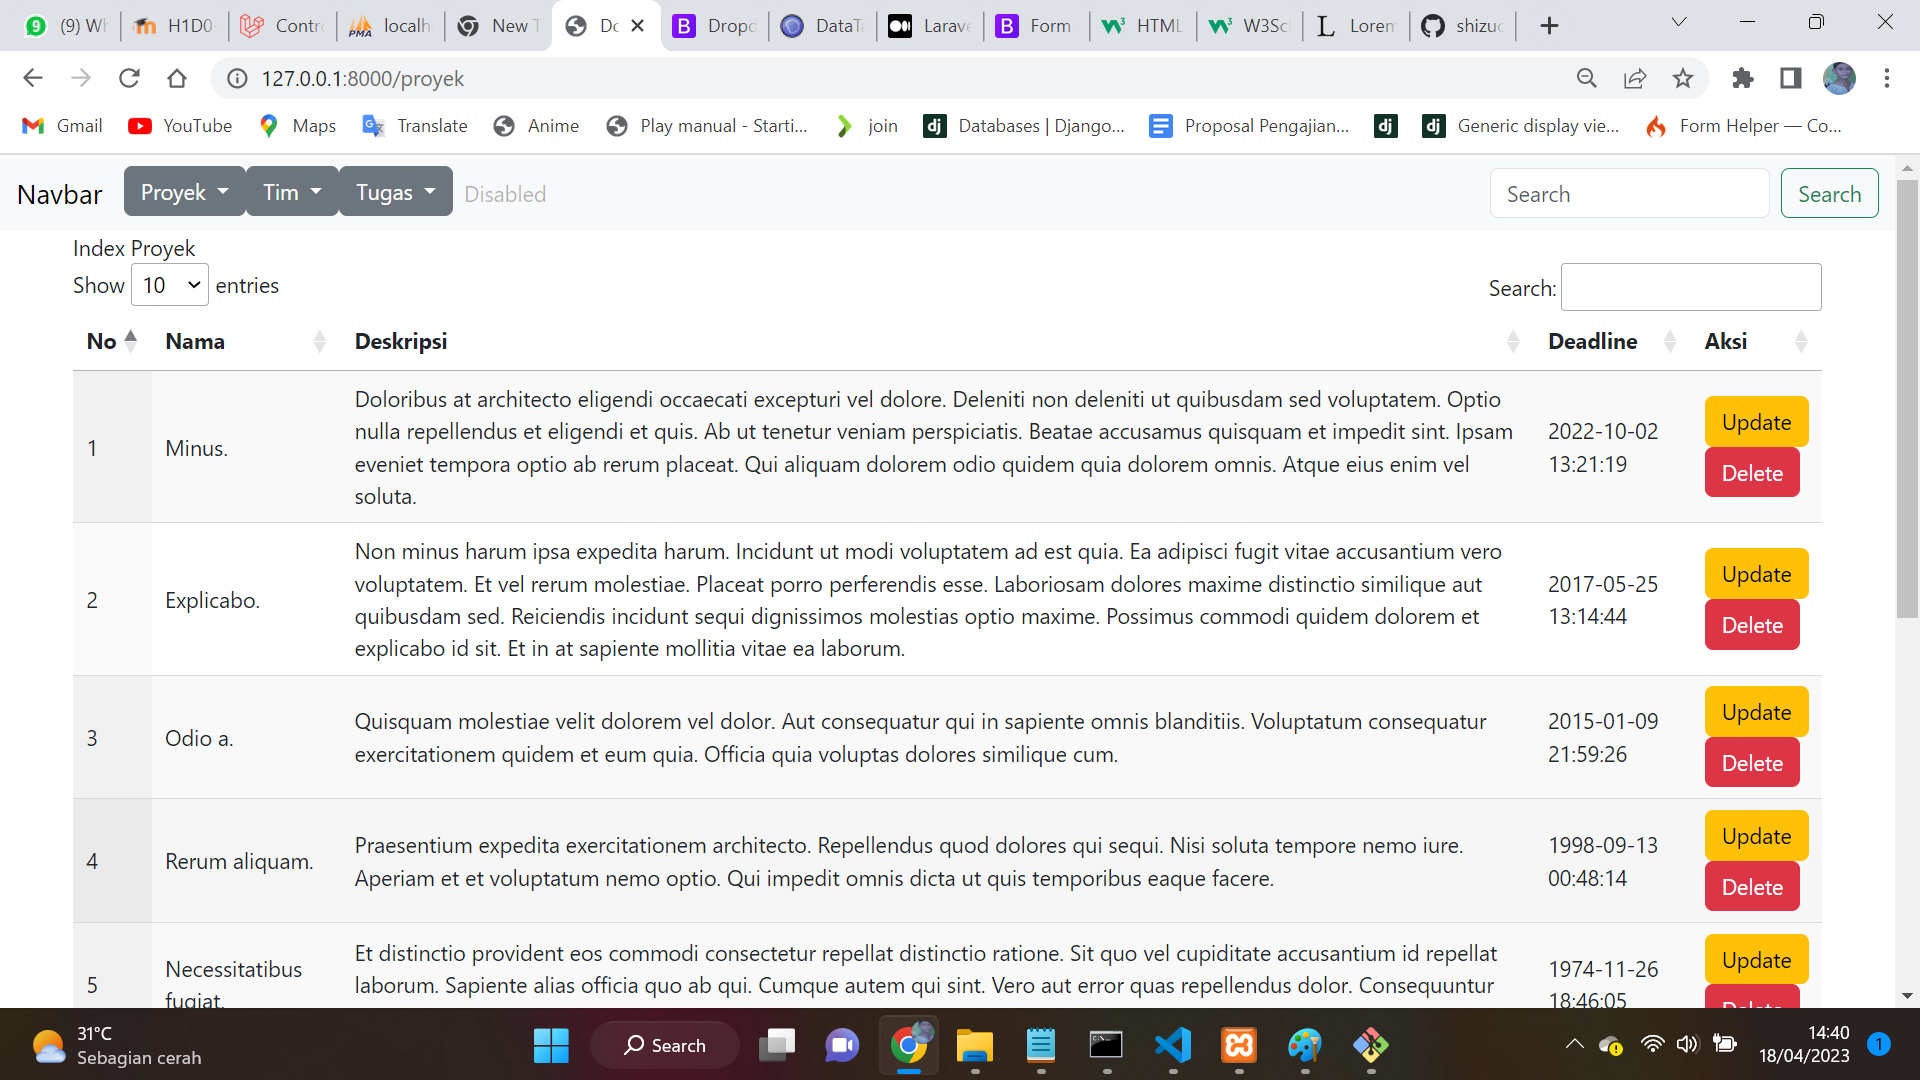 9
(9) Wh
H1D0
Contro
PMA
localh
New T
Do
B
Dropd
DataTa
Larave
B
Form
HTML
W3Sc
L
Lorem
shizuc
127.0.0.1:8000/proyek
Gmail
YouTube
Maps
Translate
Anime
Play manual - Starti...
join
dj
Databases | Django...
Proposal Pengajian...
dj
dj
Generic display vie...
Form Helper — Co...
Navbar
Proyek
Tim
Tugas
Disabled
Search
Search
Index Proyek
Show 10 entries
Search:
No
Nama
Deskripsi
Deadline
Aksi
1
Minus.
Doloribus at architecto eligendi occaecati excepturi vel dolore. Deleniti non deleniti ut quibusdam sed voluptatem. Optio
nulla repellendus et eligendi et quis. Ab ut tenetur veniam perspiciatis. Beatae accusamus quisquam et impedit sint. Ipsam
eveniet tempora optio ab rerum placeat. Qui aliquam dolorem odio quidem quia dolorem omnis. Atque eius enim vel
soluta.
2022-10-02
13:21:19
Update
Delete
2
Explicabo.
Non minus harum ipsa expedita harum. Incidunt ut modi voluptatem ad est quia. Ea adipisci fugit vitae accusantium vero
voluptatem. Et vel rerum molestiae. Placeat porro perferendis esse. Laboriosam dolores maxime distinctio similique aut
quibusdam sed. Reiciendis incidunt sequi dignissimos molestias optio maxime. Possimus commodi quidem dolorem et
explicabo id sit. Et in at sapiente mollitia vitae ea laborum.
2017-05-25
13:14:44
Update
Delete
3
Odio a.
Quisquam molestiae velit dolorem vel dolor. Aut consequatur qui in sapiente omnis blanditiis. Voluptatum consequatur
exercitationem quidem et eum quia. Officia quia voluptas dolores similique cum.
2015-01-09
21:59:26
Update
Delete
4
Rerum aliquam.
Praesentium expedita exercitationem architecto. Repellendus quod dolores qui sequi. Nisi soluta tempore nemo iure.
Aperiam et et voluptatum nemo optio. Qui impedit omnis dicta ut quis temporibus eaque facere.
1998-09-13
00:48:14
Update
Delete
5
Necessitatibus
fugiat.
Et distinctio provident eos commodi consectetur repellat distinctio ratione. Sit quo vel cupiditate accusantium id repellat
laborum. Sapiente alias officia quo ab qui. Cumque autem qui sint. Vero aut error quas repellendus dolor. Consequuntur
1974-11-26
18:46:05
Update
Delete
31°C
Sebagian cerah
Search
14:40
18/04/2023
1